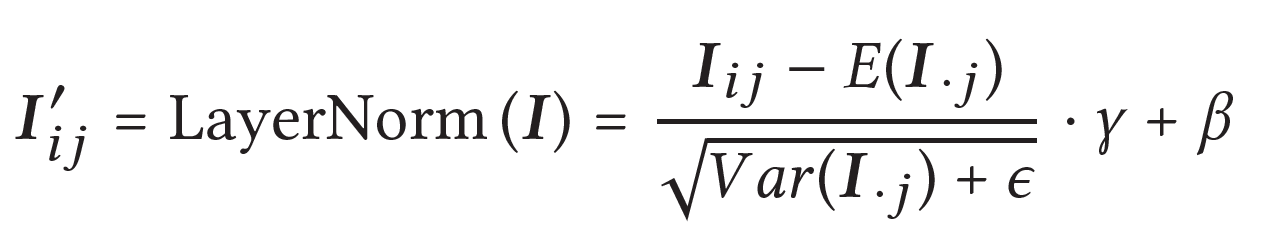 I′ij = LayerNorm (I) = Iij − E(I·j) / √Var(I·j) + ϵ · γ + β